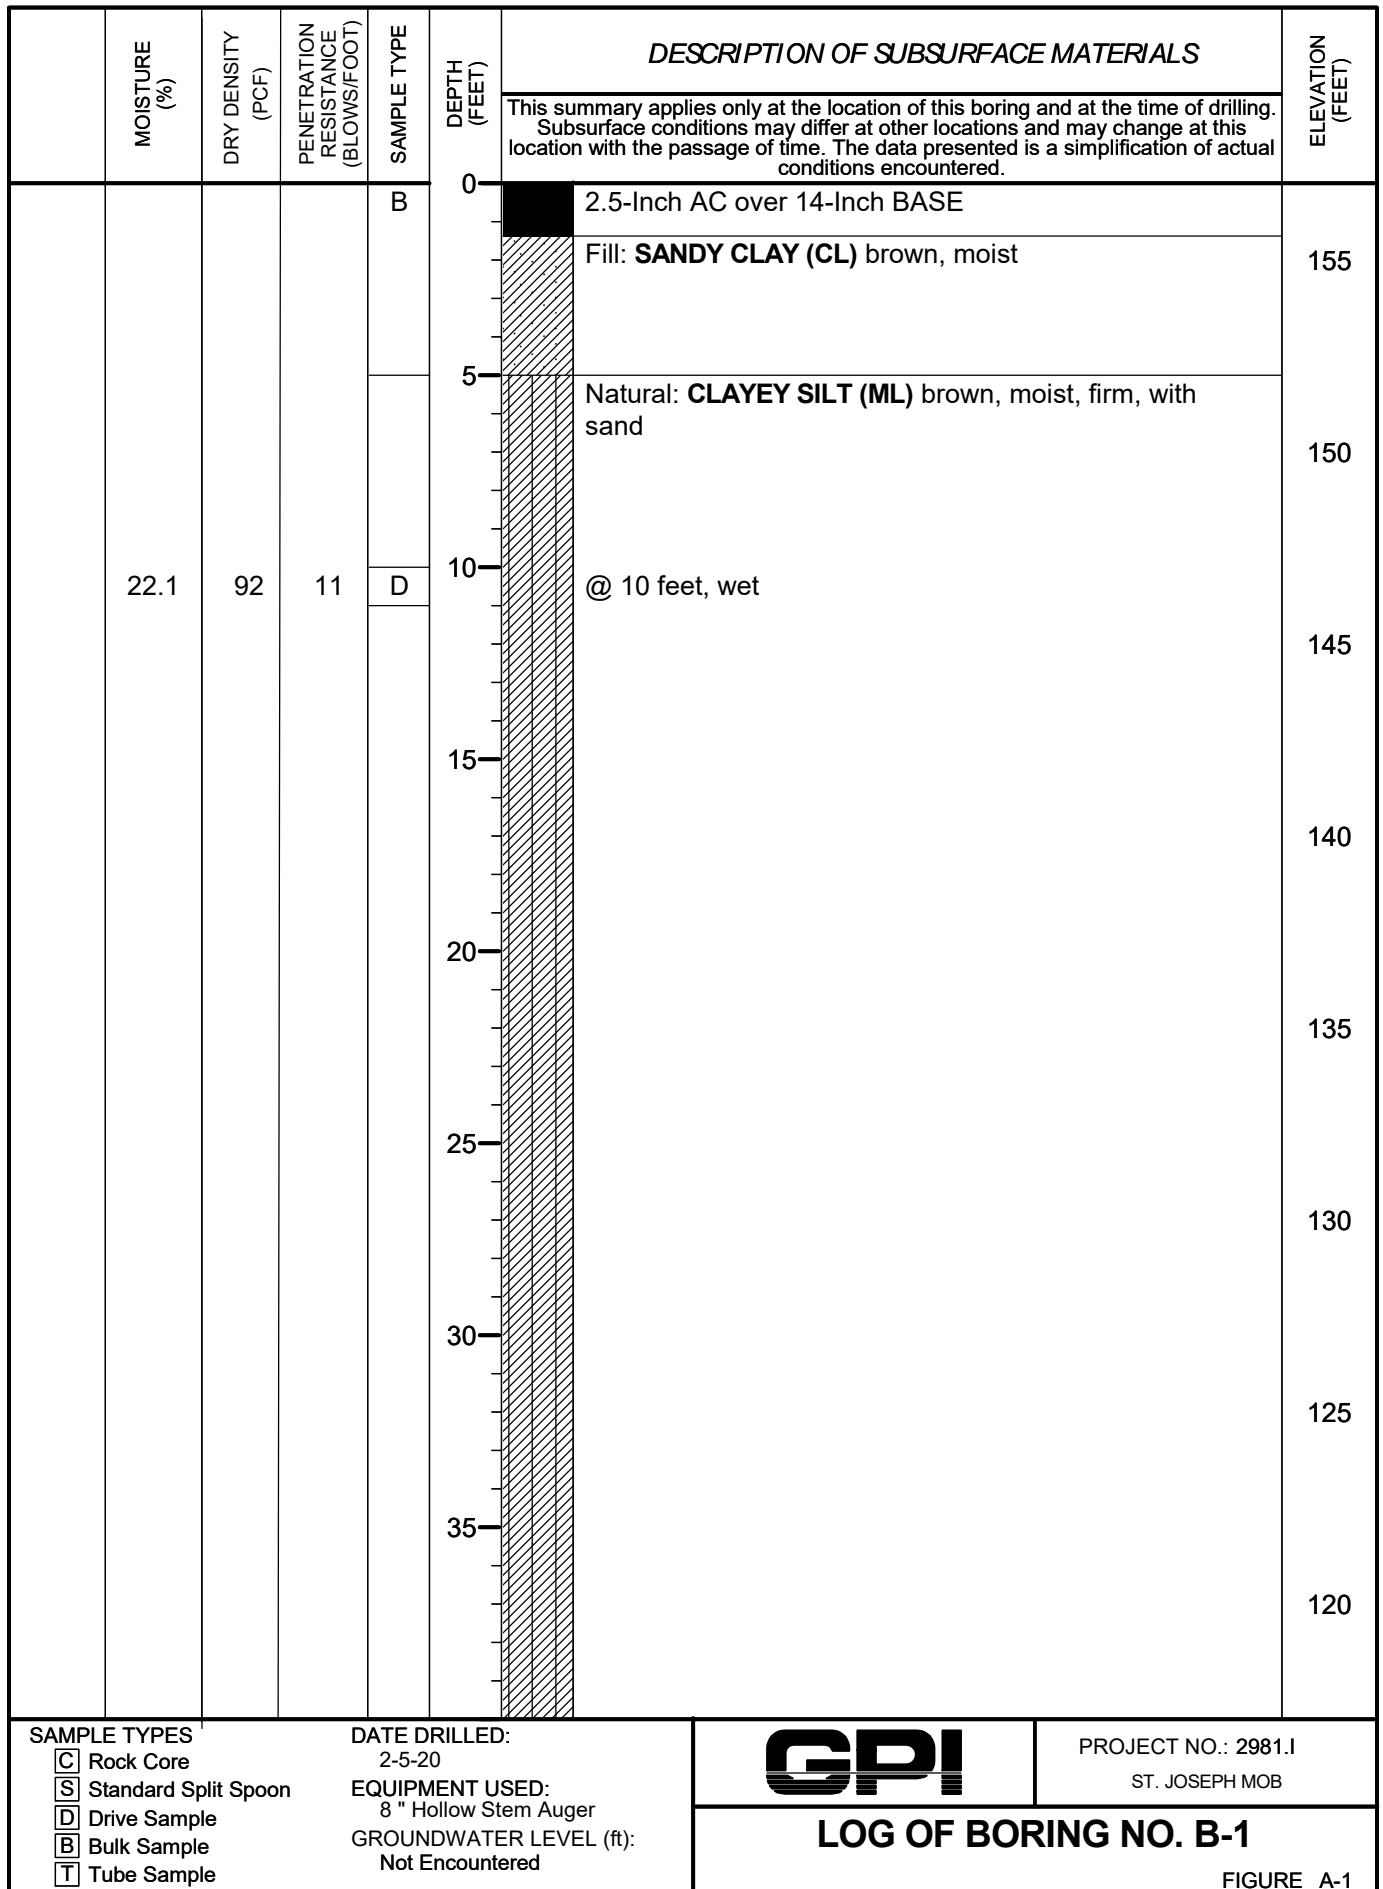 MOISTURE
(%)
DRY DENSITY
(PCF)
PENETRATION
RESISTANCE
(BLOWS/FOOT)
SAMPLE TYPE
DEPTH
(FEET)
DESCRIPTION OF SUBSURFACE MATERIALS
This summary applies only at the location of this boring and at the time of drilling.
Subsurface conditions may differ at other locations and may change at this
location with the passage of time. The data presented is a simplification of actual
conditions encountered.
ELEVATION
(FEET)
0
B
2.5-Inch AC over 14-Inch BASE
Fill: SANDY CLAY (CL) brown, moist
155
5
Natural: CLAYEY SILT (ML) brown, moist, firm, with
sand
150
10
22.1 92 11 D @ 10 feet, wet
145
15
140
20
135
25
130
30
125
35
120
SAMPLE TYPES
C Rock Core
S Standard Split Spoon
D Drive Sample
B Bulk Sample
T Tube Sample
DATE DRILLED:
2-5-20
EQUIPMENT USED:
8 " Hollow Stem Auger
GROUNDWATER LEVEL (ft):
Not Encountered
GPI
PROJECT NO.: 2981.I
ST. JOSEPH MOB
LOG OF BORING NO. B-1
FIGURE A-1